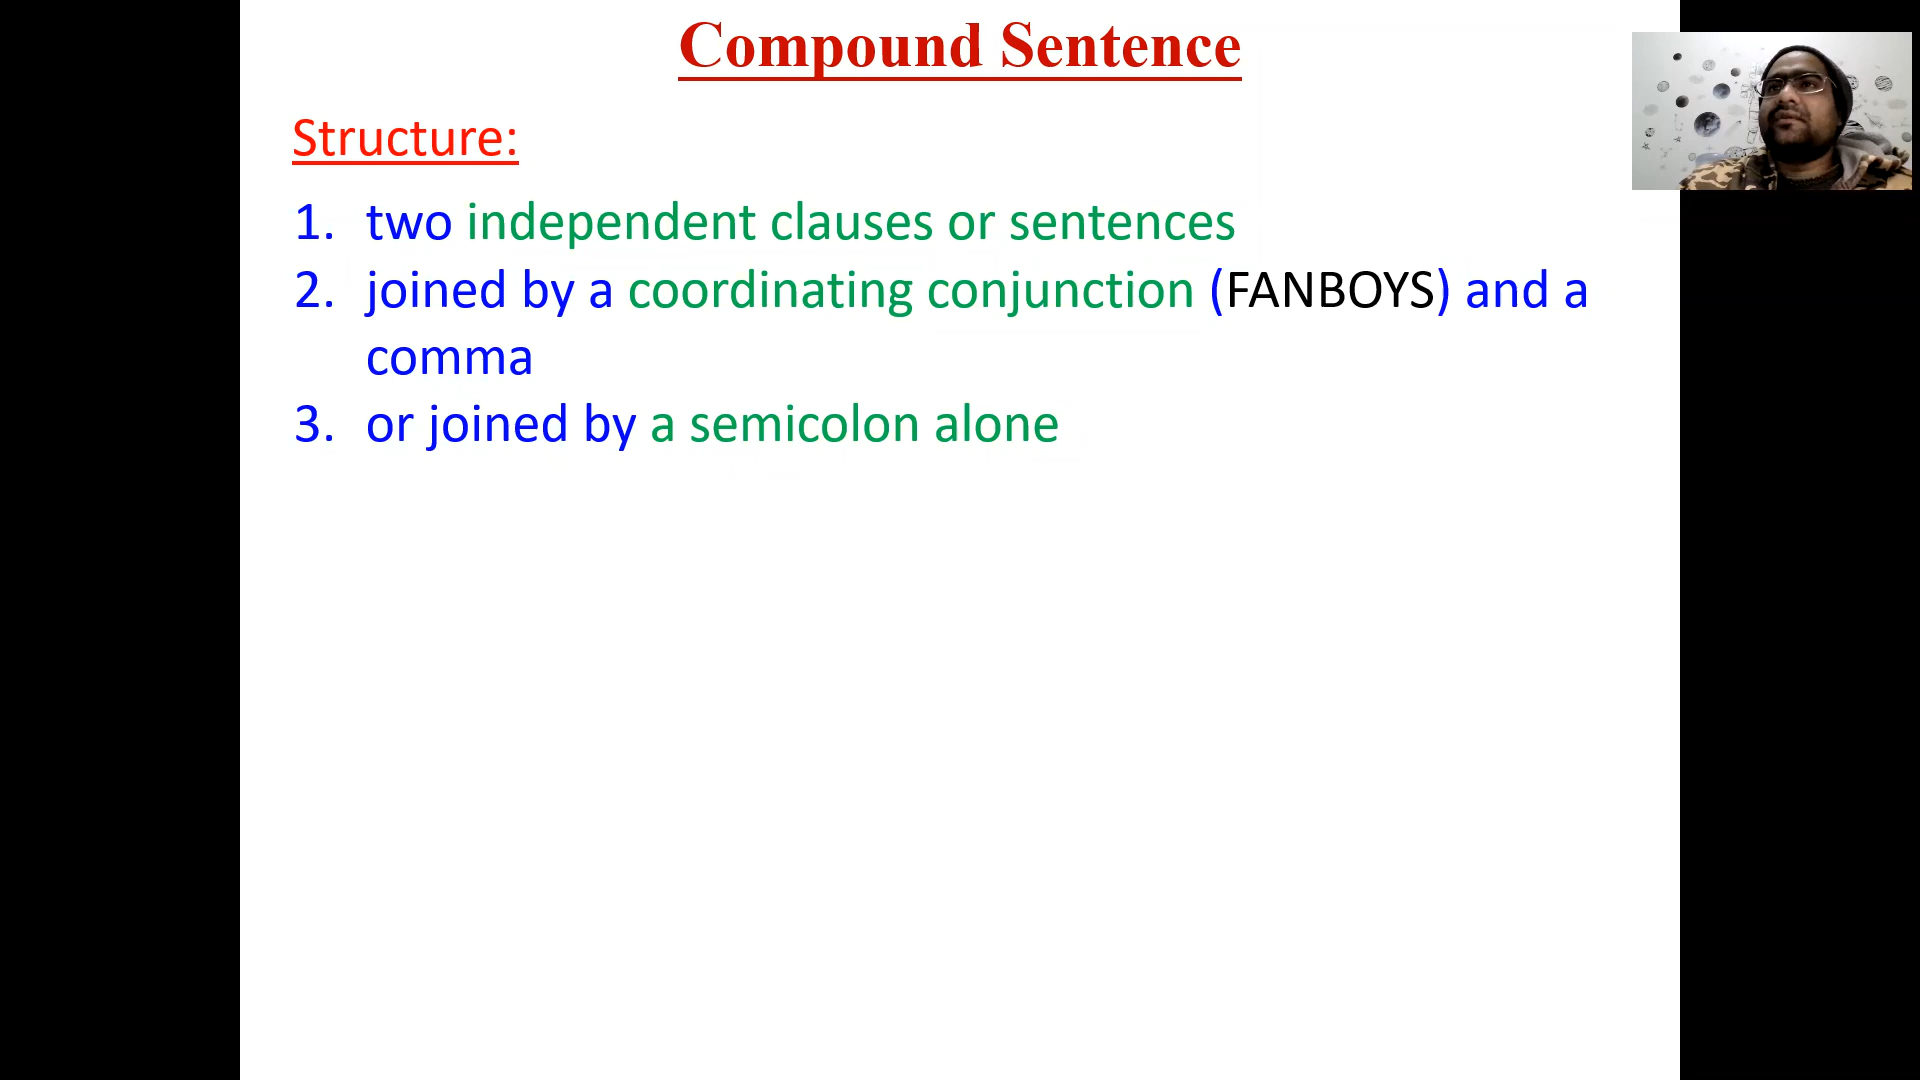 Compound Sentence
Structure:
1. two independent clauses or sentences
2. joined by a coordinating conjunction (FANBOYS) and a
comma
3. or joined by a semicolon alone